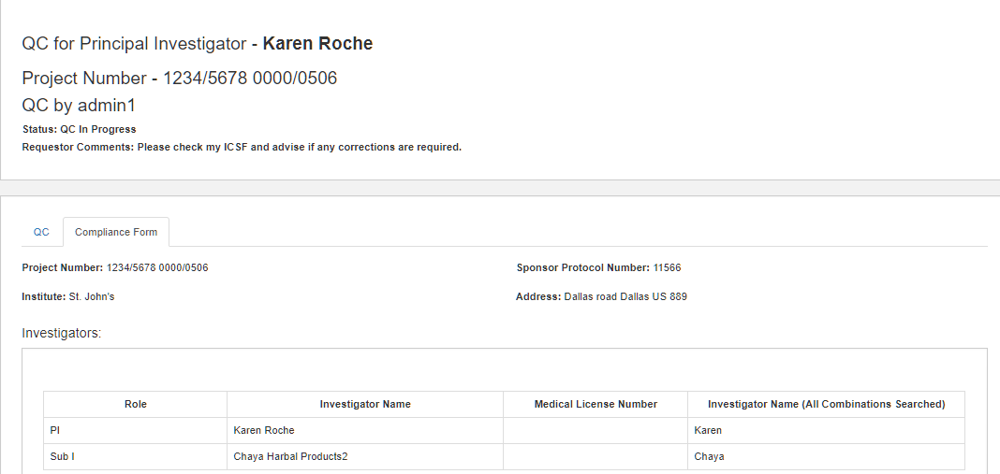 QC for Principal Investigator - Karen Roche
Project Number - 1234/5678 0000/0506
QC by admin1
Status: QC In Progress
Requestor Comments: Please check my ICSF and advise if any corrections are required.
QC Compliance Form
Project Number: 1234/5678 0000/0506 Sponsor Protocol Number: 11566
Institute: St. John's Address: Dallas road Dallas US 889
Investigators:
Role Investigator Name Medical License Number Investigator Name (All Combinations Searched)
PI Karen Roche Karen
Sub I Chaya Harbal Products2 Chaya